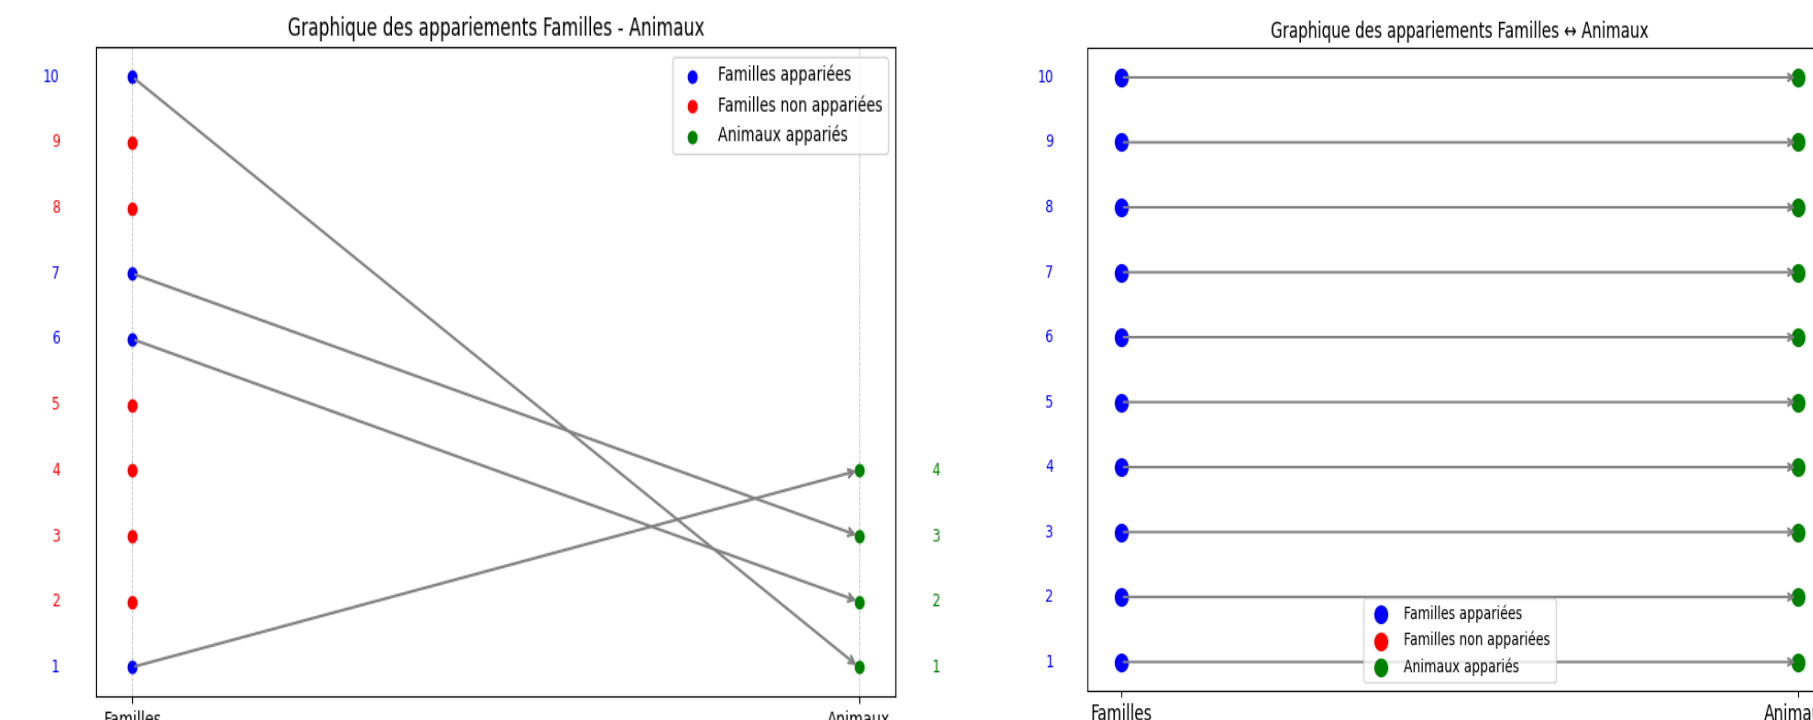 Graphique des appariements Familles - Animaux
10
9
8
7
6
5
4
3
2
1
Familles appariées
Familles non appariées
Animaux appariés
4
3
2
1
Familles
Animaux
Graphique des appariements Familles ↔ Animaux
10
9
8
7
6
5
4
3
2
1
Familles appariées
Familles non appariées
Animaux appariés
Familles
Anima